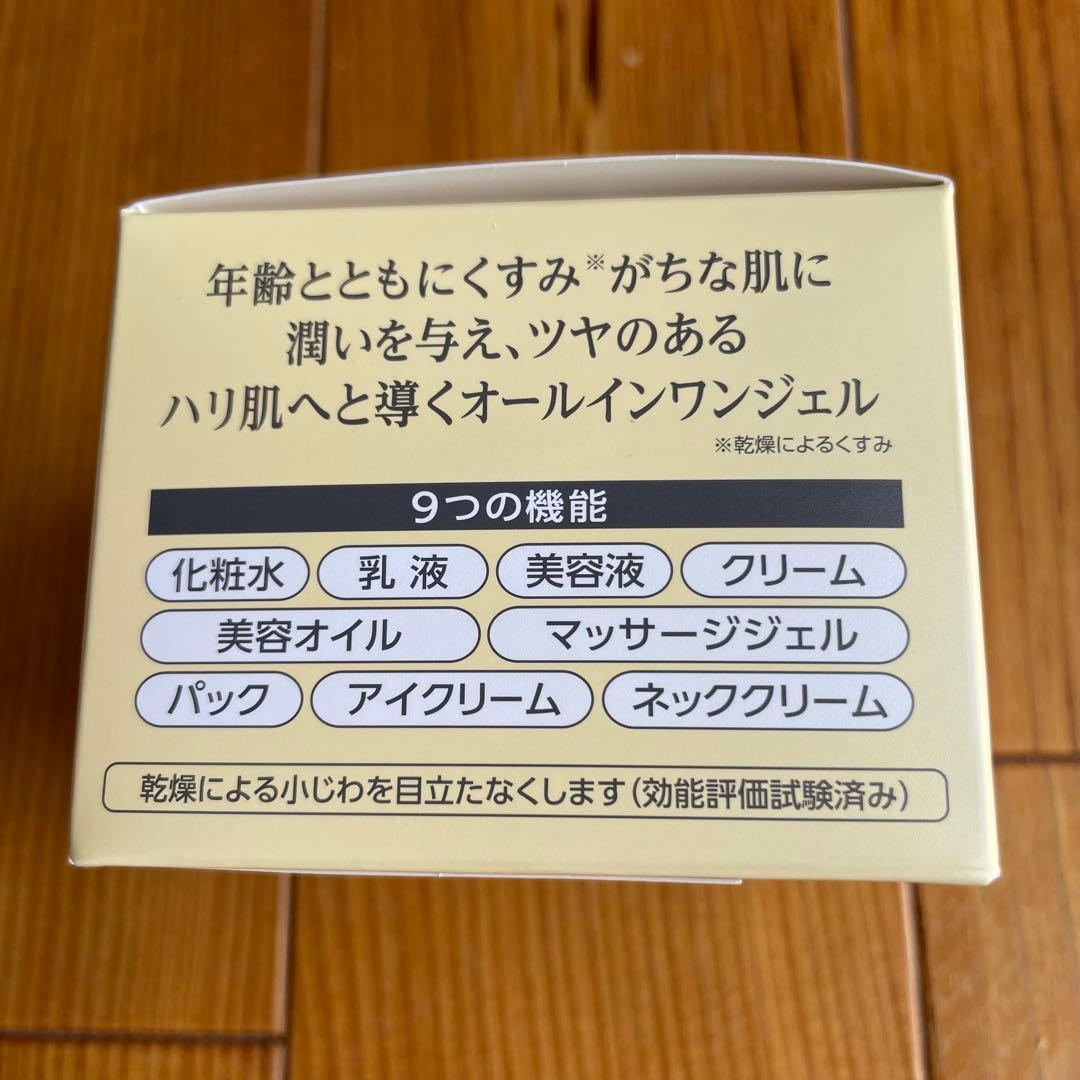 年齢とともにくすみ※がちな肌に
潤いを与え、ツヤのある
ハリ肌へと導くオールインワンジェル
※乾燥によるくすみ
9つの機能
化粧水 乳液 美容液 クリーム
美容オイル マッサージジェル
パック アイクリーム ネッククリーム
乾燥による小じわを目立たなくします(効能評価試験済み)